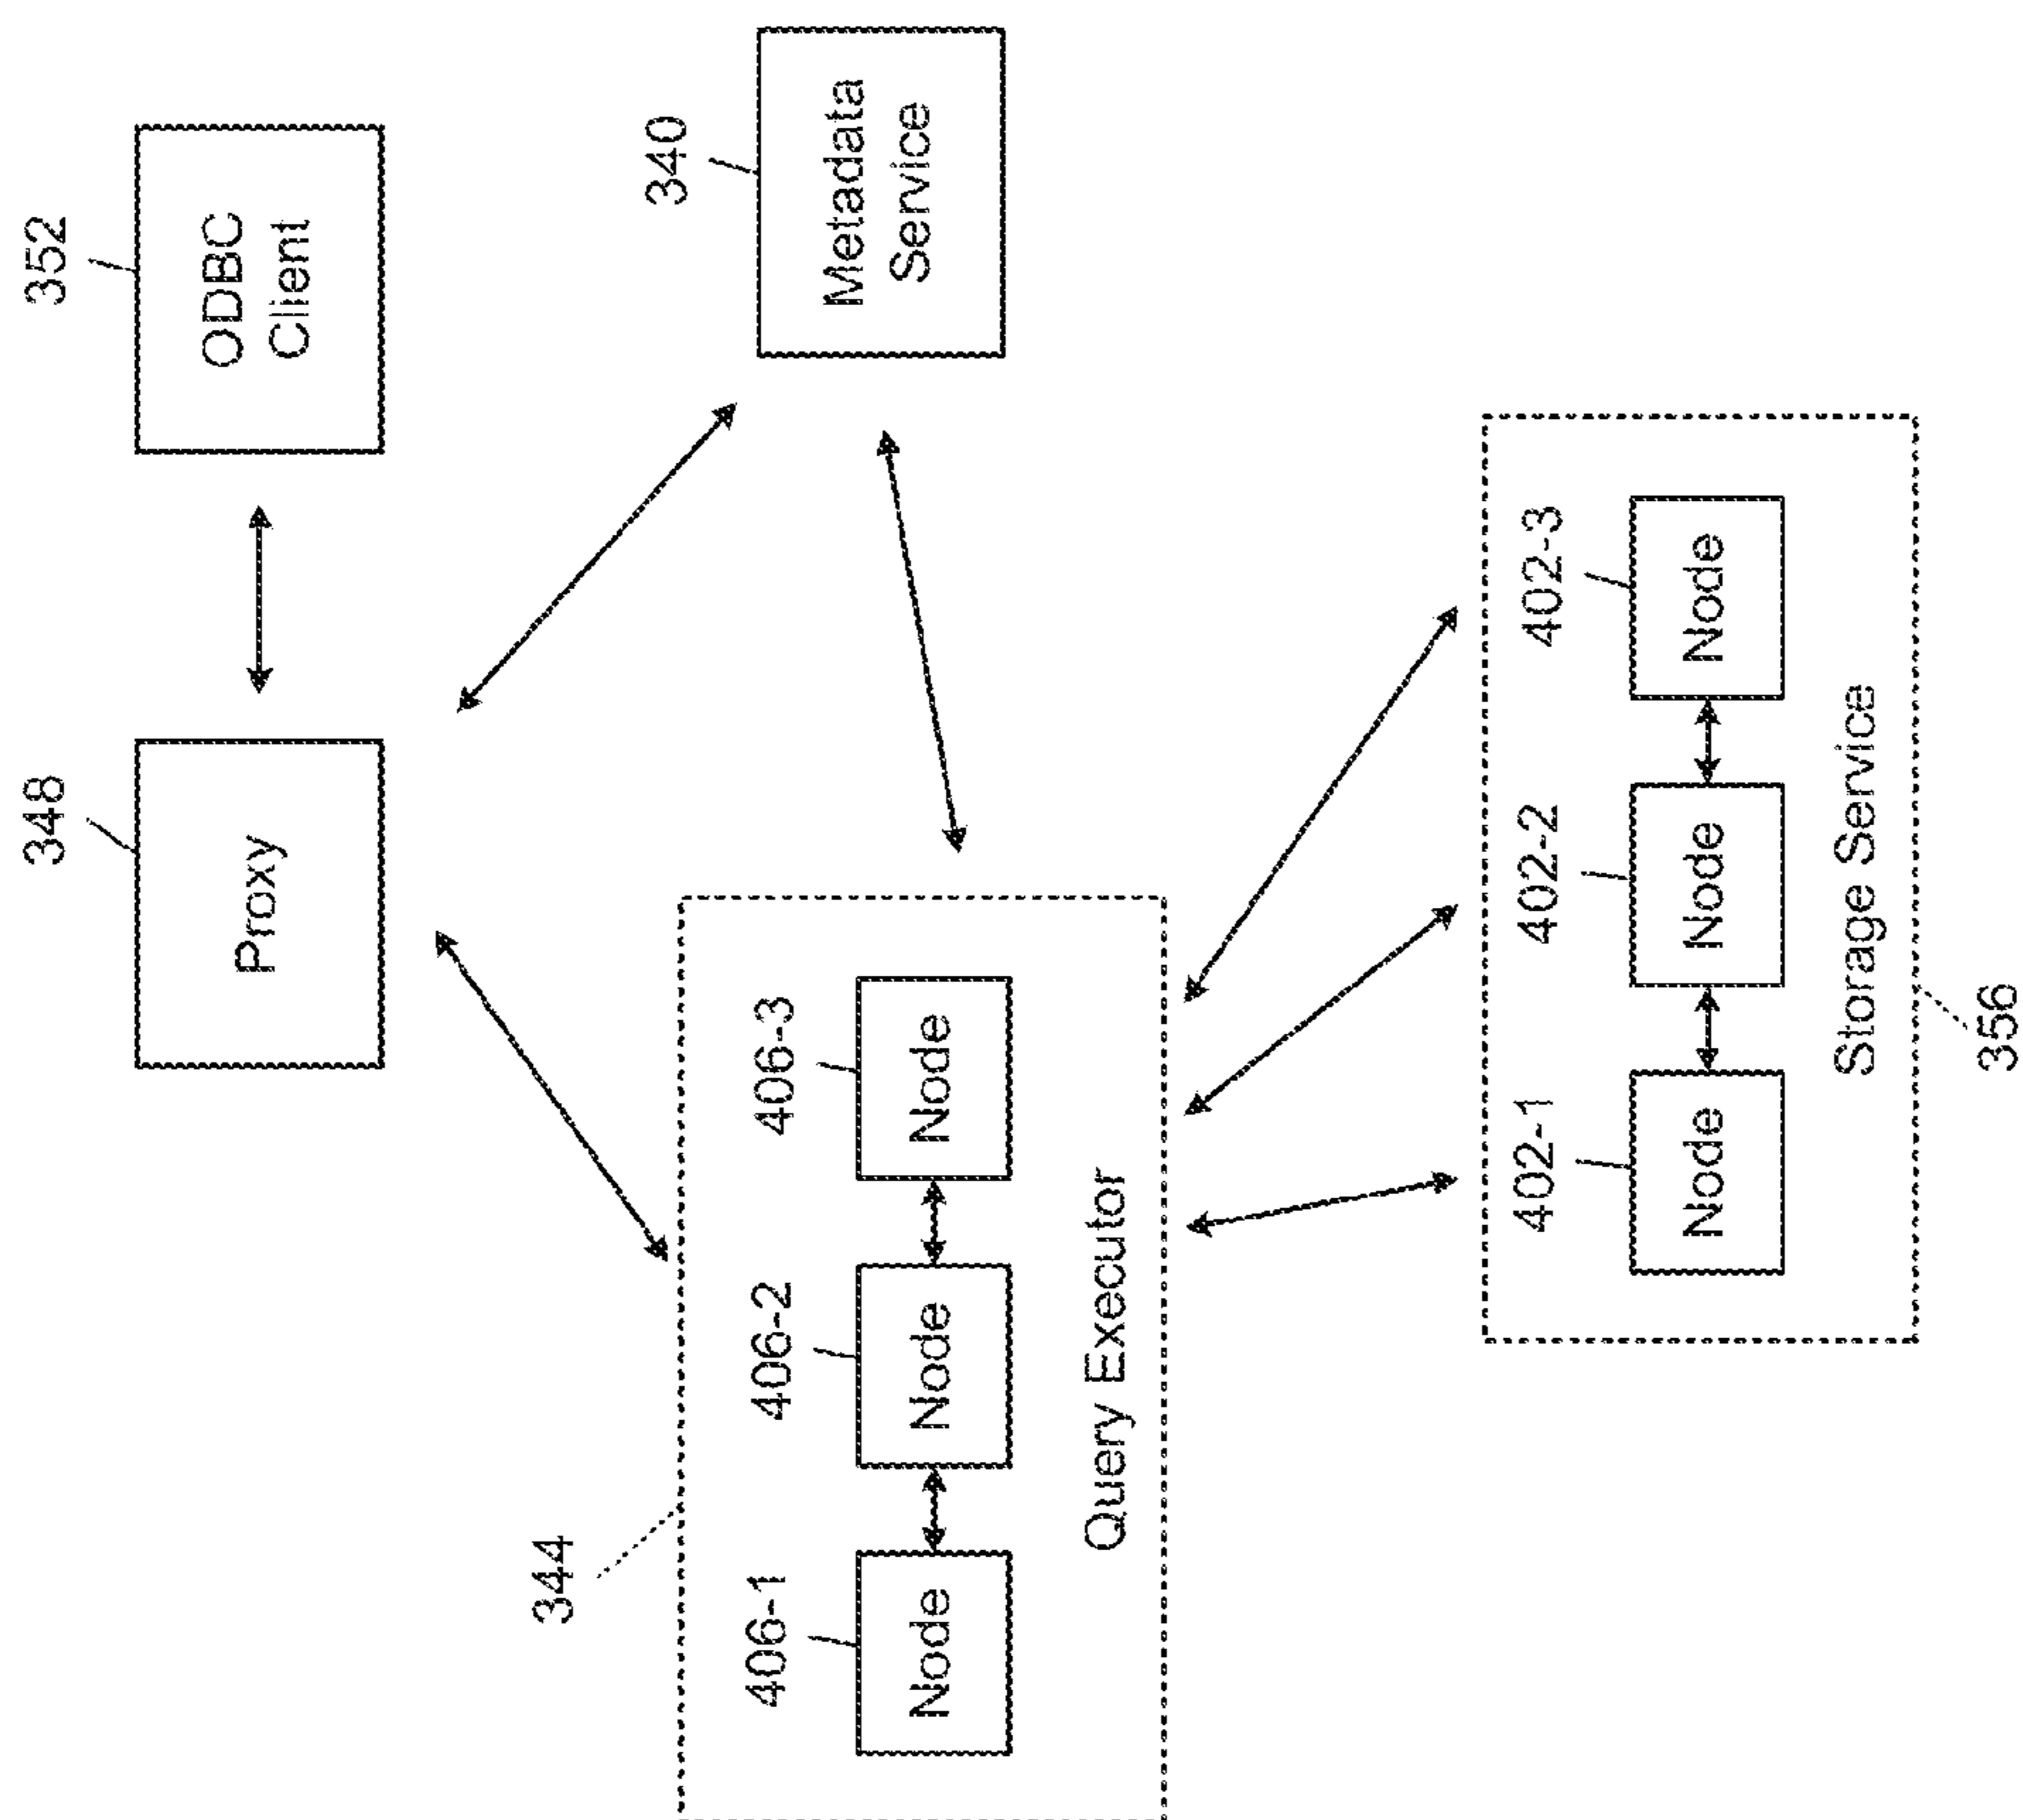 348
Proxy
352
ODBC
Client
340
Metadata
Service
344
406-1
Node
406-2
Node
406-3
Node
Query Executor
402-1
Node
402-2
Node
402-3
Node
Storage Service
356